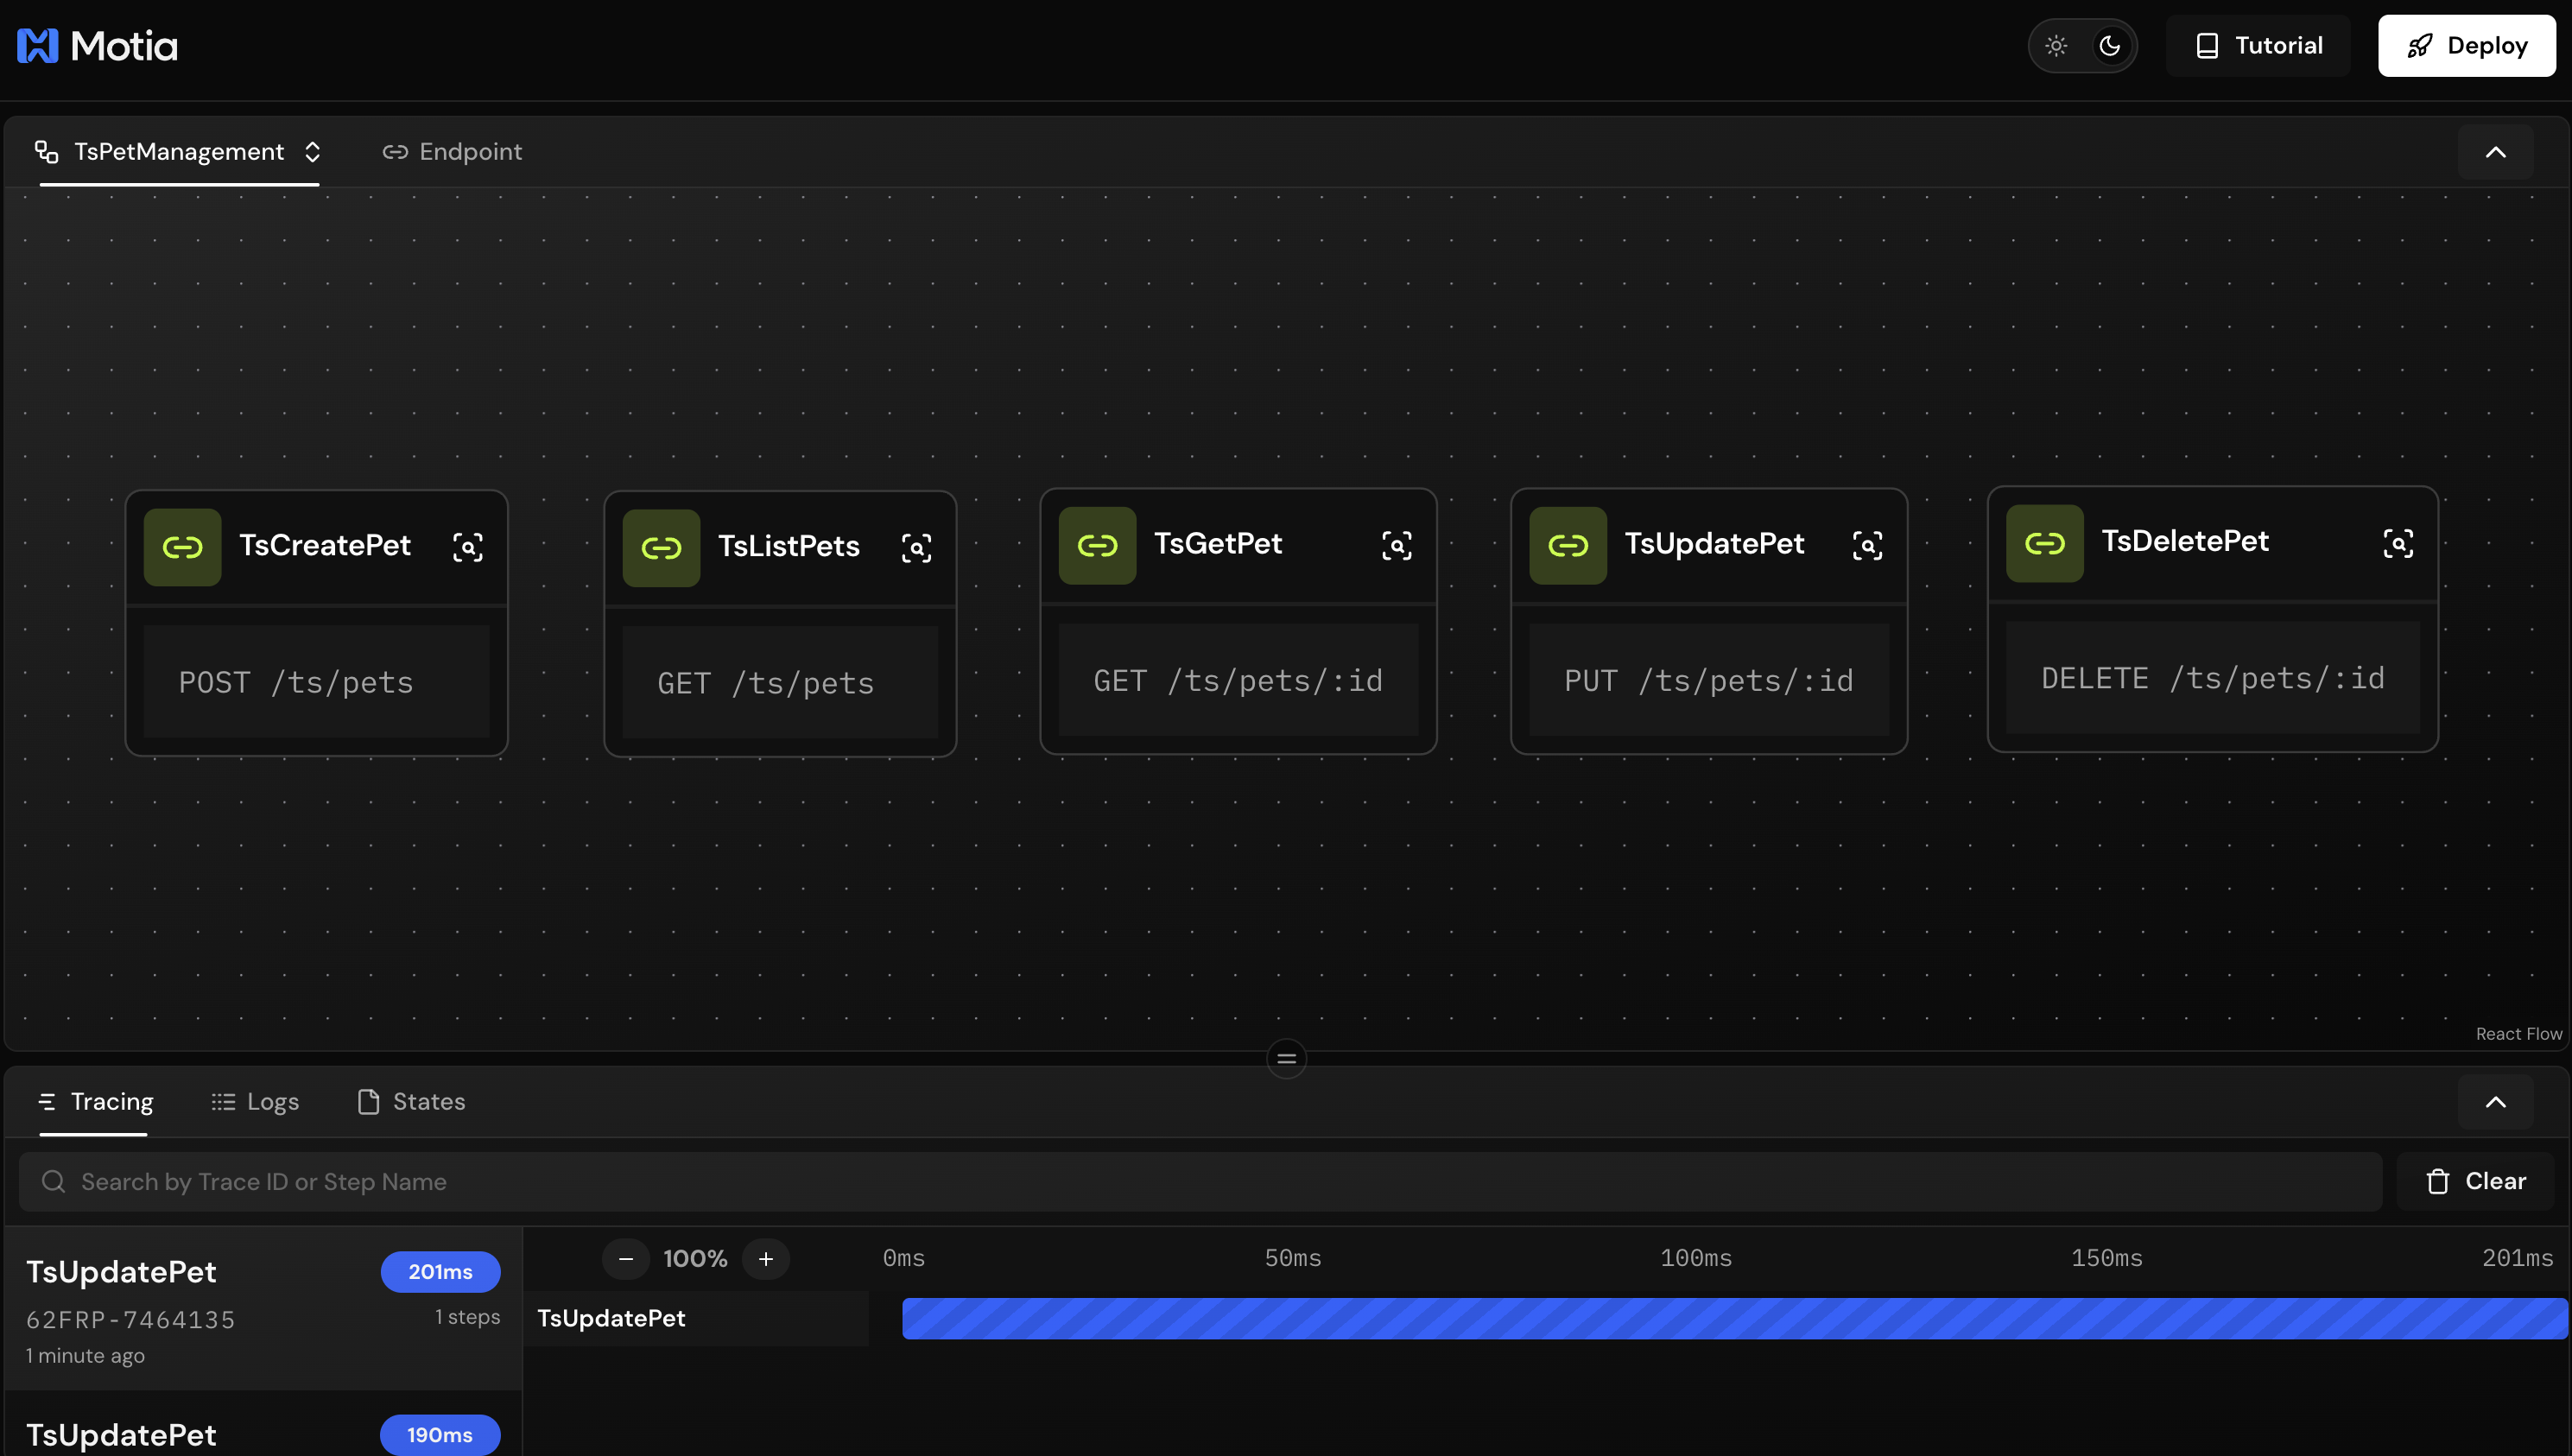 Motia
Tutorial
Deploy
TsPetManagement
Endpoint
TsCreatePet
POST /ts/pets
TsListPets
GET /ts/pets
TsGetPet
GET /ts/pets/:id
TsUpdatePet
PUT /ts/pets/:id
TsDeletePet
DELETE /ts/pets/:id
React Flow
Tracing
Logs
States
Search by Trace ID or Step Name
Clear
TsUpdatePet 201ms
62FRP-7464135 1 steps
1 minute ago
TsUpdatePet 190ms
− 100% + 0ms 50ms 100ms 150ms 201ms
TsUpdatePet